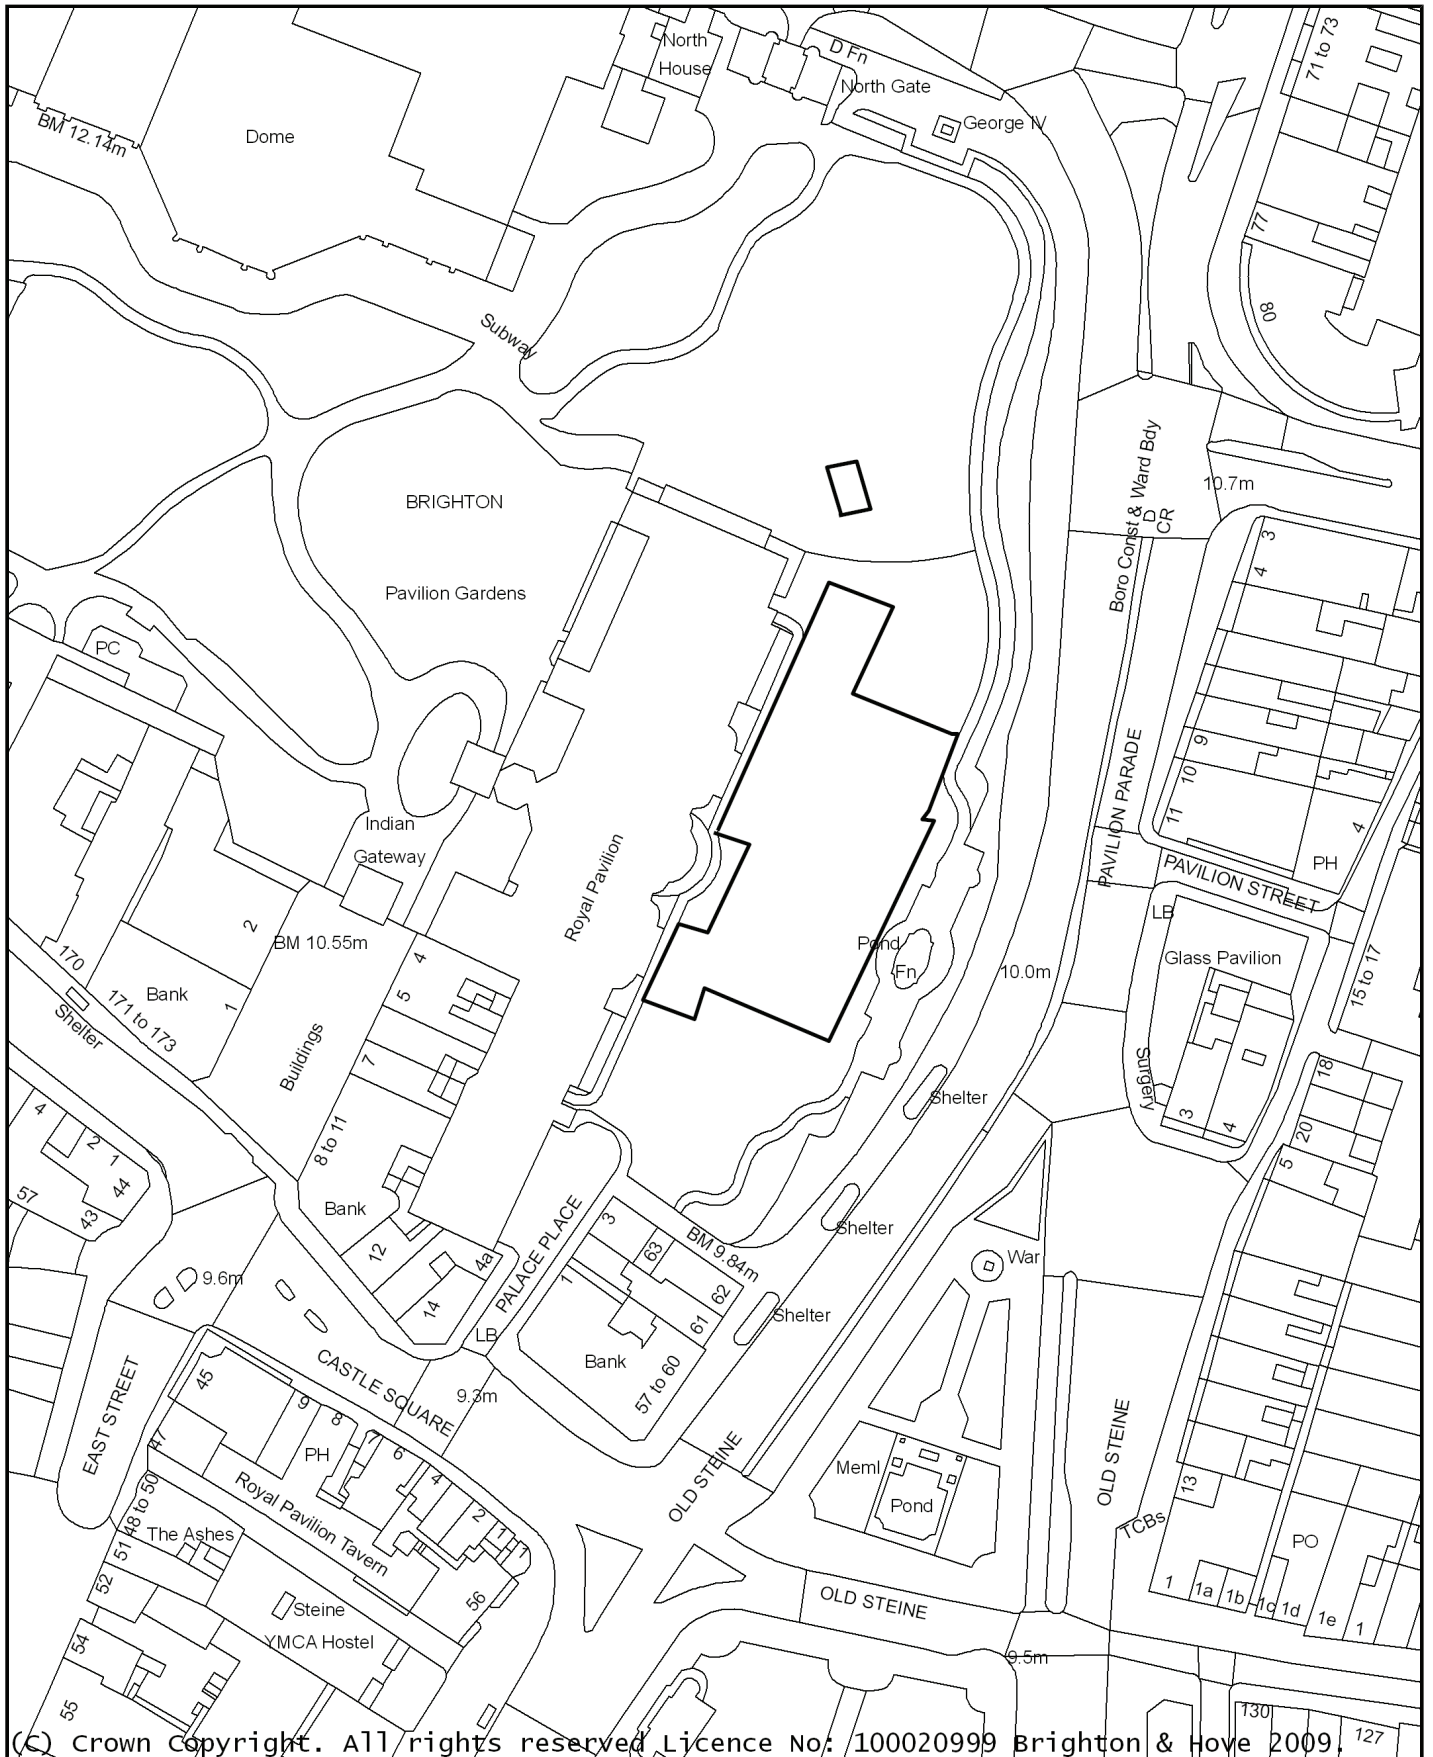 North
House
D Fn
North Gate
George IV
71 to 73
BM 12.14m
Dome
77
80
Subway
BRIGHTON
Pavilion Gardens
Boro Const & Ward Bdy
D
CR
10.7m
3
4
PC
9
10
11
4
PH
PAVILION PARADE
PAVILION STREET
Indian
Gateway
Royal Pavilion
LB
Glass Pavilion
15 to 17
2
BM 10.55m
4
5
7
170
Bank
1
171 to 173
Shelter
Buildings
8 to 11
Pond
Fn
10.0m
Surgery
3
4
18
20
5
Shelter
4
2
1
44
43
57
Bank
12
14
4a
PALACE PLACE
LB
3
63
BM 9.84m
62
61
1
Bank
57 to 60
Shelter
Shelter
War
9.6m
CASTLE SQUARE
9.3m
EAST STREET
45
47
9
8
PH
7
6
4
2
1
1
Royal Pavilion Tavern
48 to 50
The Ashes
51
52
54
55
56
Steine
YMCA Hostel
OLD STEINE
Meml
Pond
OLD STEINE
TCBs
13
PO
1
1a
1b
1c
1d
1e
1
OLD STEINE
9.5m
130
127
(C) Crown Copyright. All rights reserved Licence No: 100020999 Brighton & Hove 2009.